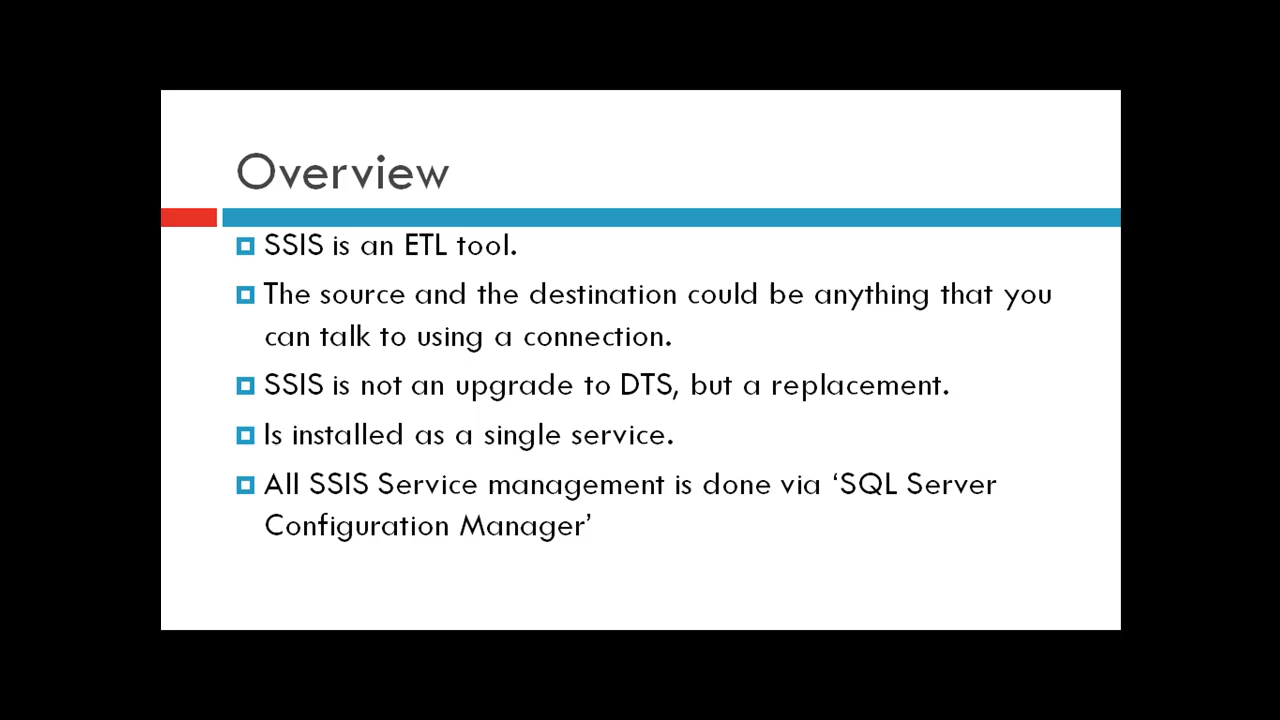 Overview
SSIS is an ETL tool.
The source and the destination could be anything that you
can talk to using a connection.
SSIS is not an upgrade to DTS, but a replacement.
Is installed as a single service.
All SSIS Service management is done via ‘SQL Server
Configuration Manager’